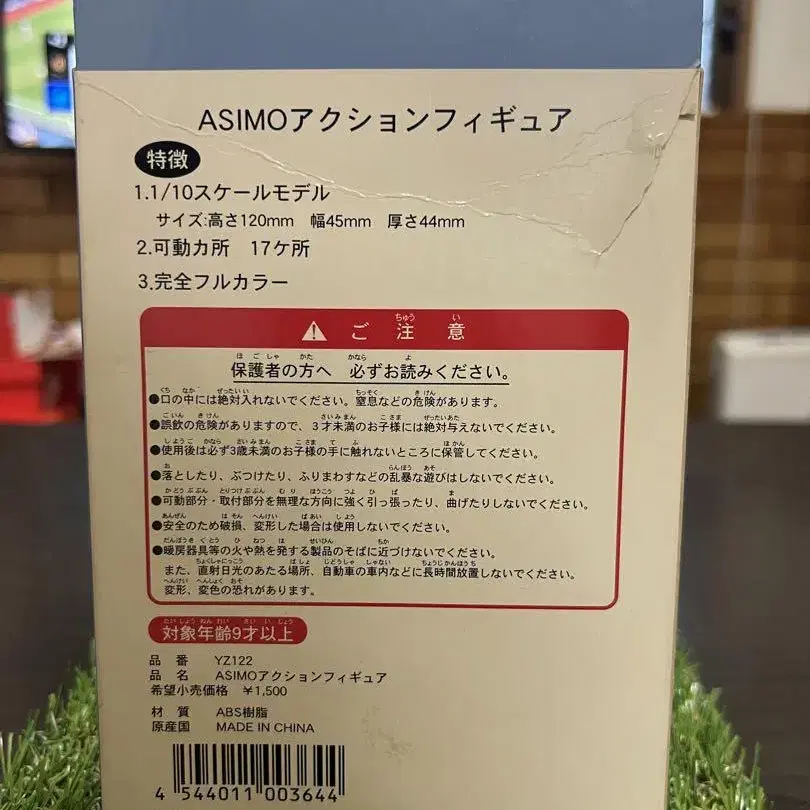 ASIMOアクションフィギュア
特徴
1.1/10スケールモデル
サイズ:高さ120mm 幅45mm 厚さ44mm
2.可動カ所 17ケ所
3.完全フルカラー
ご注意
保護者の方へ 必ずお読みください。
●口の中には絶対入れないでください。窒息などの危険があります。
●誤飲の危険がありますので、3才未満のお子様には絶対与えないでください。
●使用後は必ず3歳未満のお子様の手に触れないところに保管してください。
●落としたり、ぶつけたり、ふりまわすなどの乱暴な遊びはしないでください。
●可動部分・取付部分を無理な方向に強く引っ張ったり、曲げたりしないでください。
●安全のため破損、変形した場合は使用しないでください。
●暖房器具等の火や熱を発する製品のそばに近づけないでください。
また、直射日光のあたる場所、自動車の車内などに長時間放置しないでください。
変形、変色の恐れがあります。
対象年齢9才以上
品番 YZ122
品名 ASIMOアクションフィギュア
希望小売価格 ¥1,500
材質 ABS樹脂
原産国 MADE IN CHINA
4 544011 003644